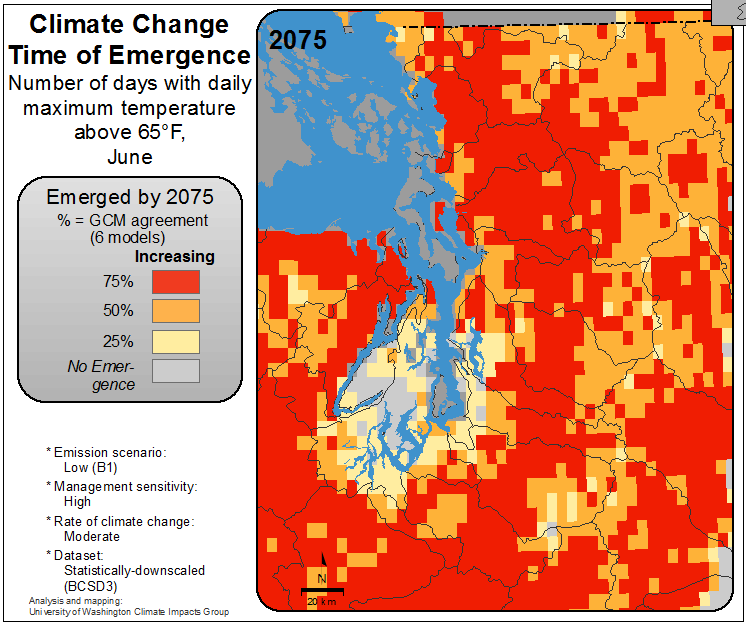 Climate Change
Time of Emergence
Number of days with daily
maximum temperature
above 65°F,
June
Emerged by 2075
% = GCM agreement
(6 models)
Increasing
75%
50%
25%
No Emer-
gence
* Emission scenario:
Low (B1)
* Management sensitivity:
High
* Rate of climate change:
Moderate
* Dataset:
Statistically-downscaled
(BCSD3)
Analysis and mapping:
University of Washington Climate Impacts Group
2075
N
20 km